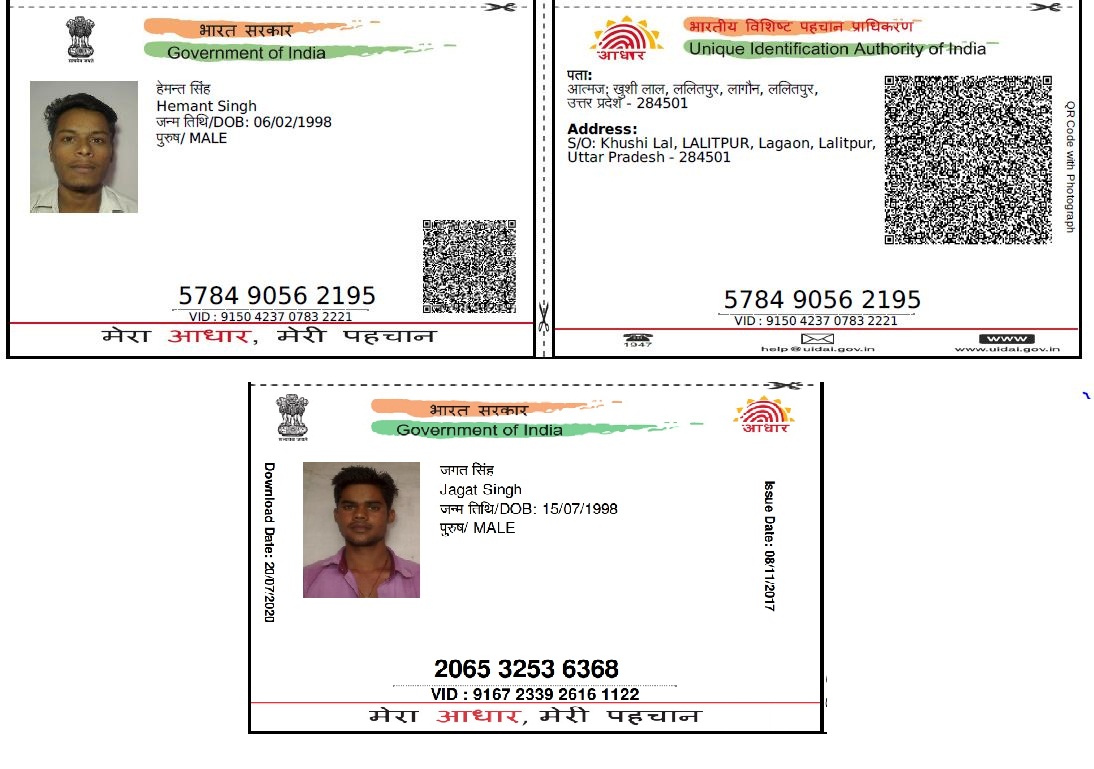 भारत सरकार
Government of India
सत्यमेव जयते
हेमन्त सिंह
Hemant Singh
जन्म तिथि/DOB: 06/02/1998
पुरुष/ MALE
5784 9056 2195
VID : 9150 4237 0783 2221
मेरा आधार, मेरी पहचान
भारतीय विशिष्ट पहचान प्राधिकरण
Unique Identification Authority of India
आधार
पता:
आत्मज: खुशी लाल, ललितपुर, लागौन, ललितपुर,
उत्तर प्रदेश - 284501
Address:
S/O: Khushi Lal, LALITPUR, Lagaon, Lalitpur,
Uttar Pradesh - 284501
QR Code with Photograph
5784 9056 2195
VID : 9150 4237 0783 2221
1947
help@uidai.gov.in
www
www.uidai.gov.in
भारत सरकार
Government of India
सत्यमेव जयते
आधार
Download Date: 20/07/2020
जगत सिंह
Jagat Singh
जन्म तिथि/DOB: 15/07/1998
पुरुष/ MALE
Issue Date: 08/11/2017
2065 3253 6368
VID : 9167 2339 2616 1122
मेरा आधार, मेरी पहचान